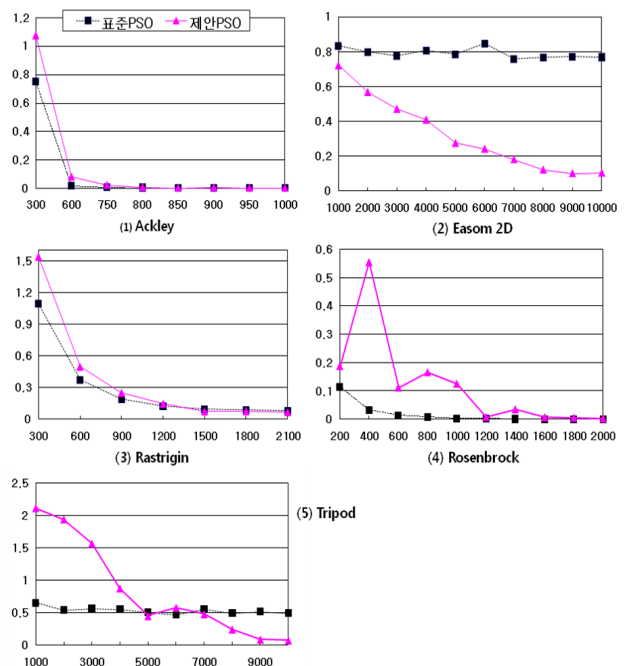 표준PSO 제안PSO
1.2
1
0.8
0.6
0.4
0.2
0
300 600 750 800 850 900 950 1000
(1) Ackley
1
0.8
0.6
0.4
0.2
0
1000 2000 3000 4000 5000 6000 7000 8000 9000 10000
(2) Easom 2D
1.5
1.2
0.9
0.6
0.3
0
300 600 900 1200 1500 1800 2100
(3) Rastrigin
0.6
0.5
0.4
0.3
0.2
0.1
0
200 400 600 800 1000 1200 1400 1600 1800 2000
(4) Rosenbrock
2.5
2
1.5
1
0.5
0
1000 3000 5000 7000 9000
(5) Tripod